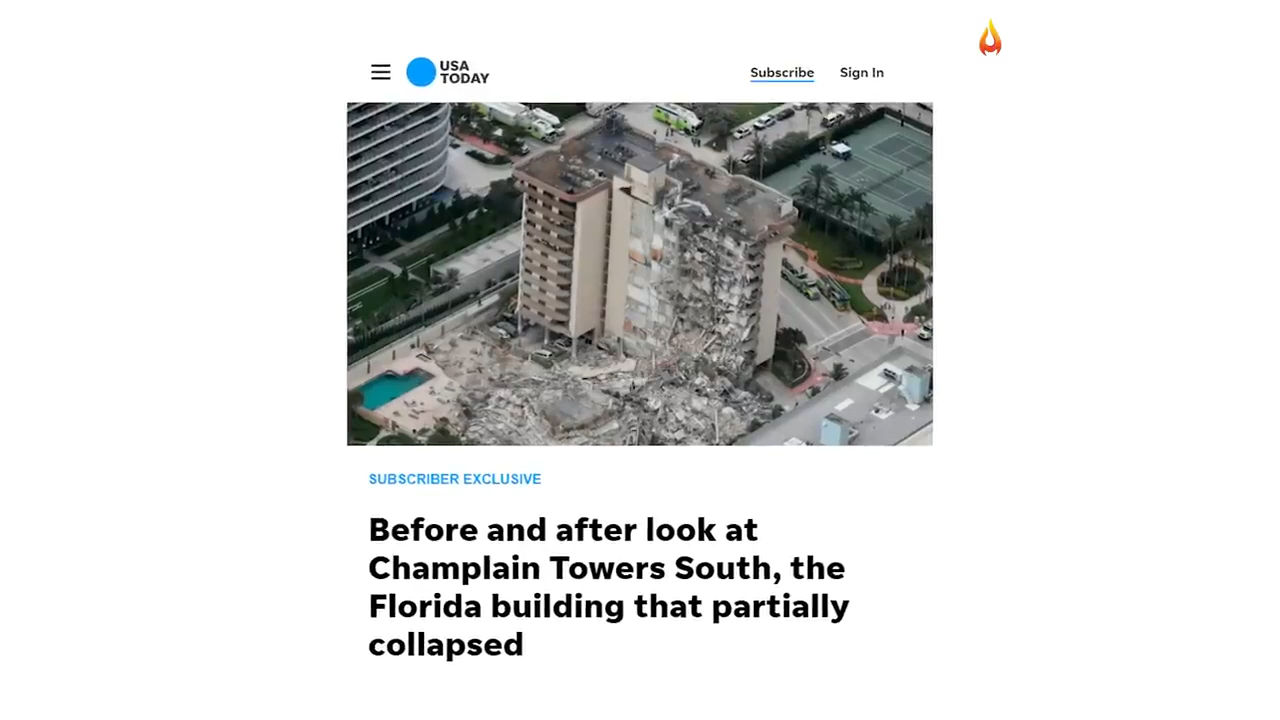 USA
TODAY
Subscribe
Sign In
SUBSCRIBER EXCLUSIVE
Before and after look at
Champlain Towers South, the
Florida building that partially
collapsed